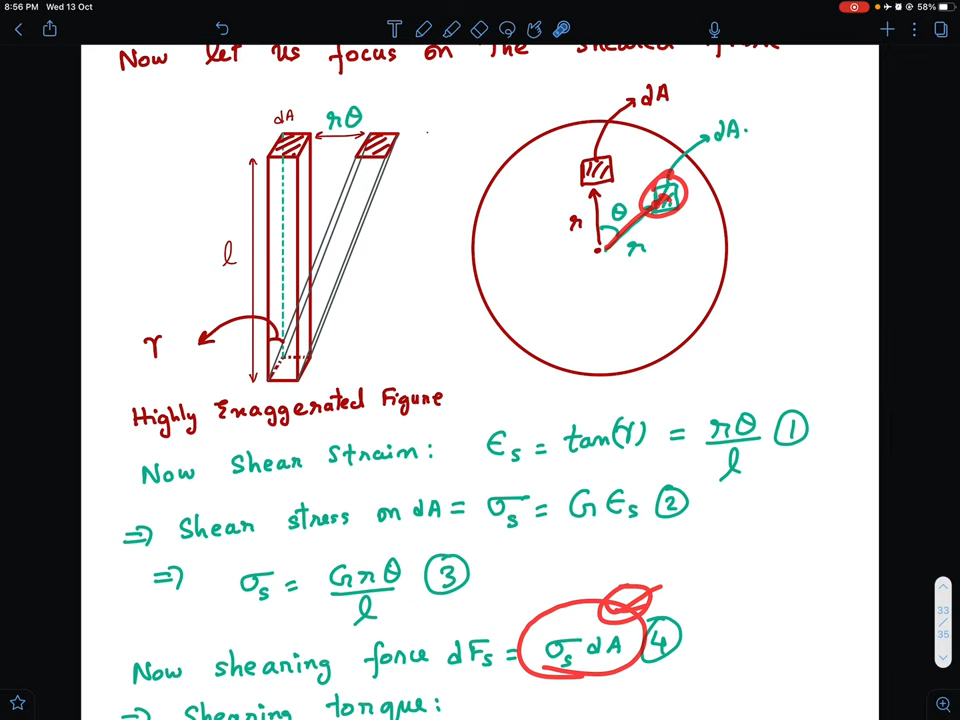 8:56 PM Wed 13 Oct
58%
Now let us focus on the
dA
rθ
dA
dA.
θ
r
r
l
γ
Highly Exaggerated Figure
Now Shear Strain: ϵs = tan(γ) = rθ/l ①
⇒ Shear stress on dA = σs = G ϵs ②
⇒ σs = Grθ/l ③
Now shearing force dFs = σs dA ④
⇒ Shearing torque:
33
/
35